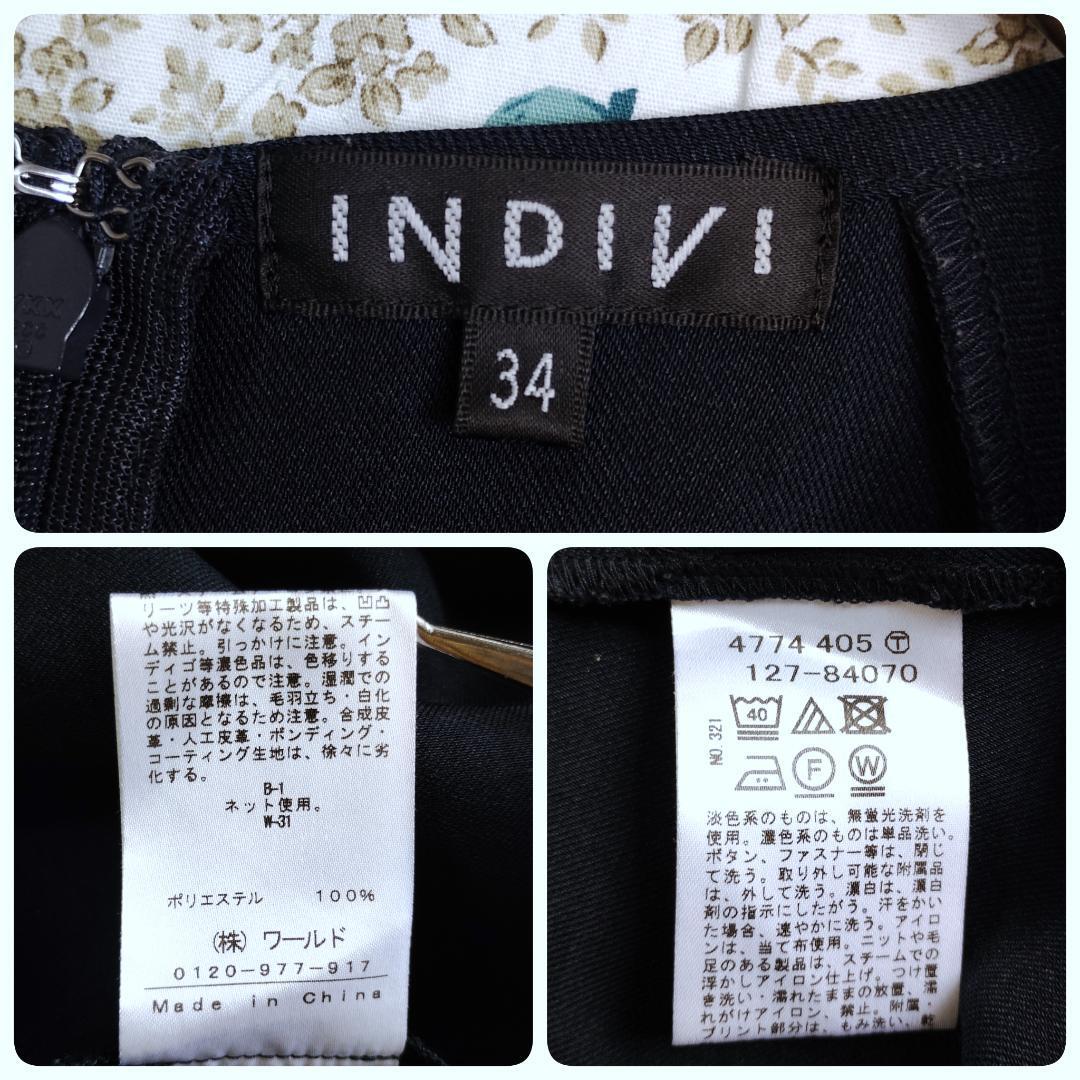 INDIVI
34
YKK
リーツ等特殊加工製品は、凹凸
や光沢がなくなるため、スチー
ム禁止。引っかけに注意。イン
ディゴ等濃色品は、色移りする
ことがあるので注意。湿潤での
過剰な摩擦は、毛羽立ち・白化
の原因となるため注意。合成皮
革・人工皮革・ボンディング・
コーティング生地は、徐々に劣
化する。
B-1
ネット使用。
W-31
ポリエステル 100%
(株) ワールド
0120-977-917
Made in China
4774 405 Ⓣ
127-84070
NO.321
40
F
W
淡色系のものは、無蛍光洗剤を
使用。濃色系のものは単品洗い。
ボタン、ファスナー等は、閉じ
て洗う。取り外し可能な附属品
は、外して洗う。漂白は、漂白
剤の指示にしたがう。汗をかい
た場合、速やかに洗う。アイロ
ンは、当て布使用。ニットや毛
足のある製品は、スチームでの
浮かしアイロン仕上げ。つけ置
き洗い・濡れたままの放置、濡
れがけアイロン、禁止。附属・
プリント部分は、もみ洗い、乾